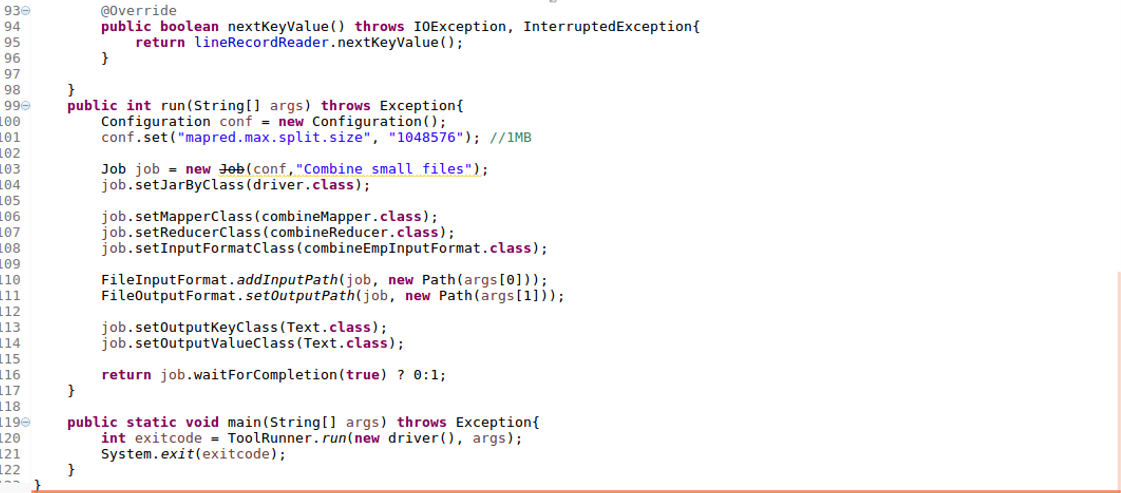 93 @Override
94 public boolean nextKeyValue() throws IOException, InterruptedException{
95 return lineRecordReader.nextKeyValue();
96 }
97
98 }
99 public int run(String[] args) throws Exception{
100 Configuration conf = new Configuration();
101 conf.set("mapred.max.split.size", "1048576"); //1MB
102
103 Job job = new Job(conf,"Combine small files");
104 job.setJarByClass(driver.class);
105
106 job.setMapperClass(combineMapper.class);
107 job.setReducerClass(combineReducer.class);
108 job.setInputFormatClass(combineEmpInputFormat.class);
109
110 FileInputFormat.addInputPath(job, new Path(args[0]));
111 FileOutputFormat.setOutputPath(job, new Path(args[1]));
112
113 job.setOutputKeyClass(Text.class);
114 job.setOutputValueClass(Text.class);
115
116 return job.waitForCompletion(true) ? 0:1;
117 }
118
119 public static void main(String[] args) throws Exception{
120 int exitcode = ToolRunner.run(new driver(), args);
121 System.exit(exitcode);
122 }
123 }